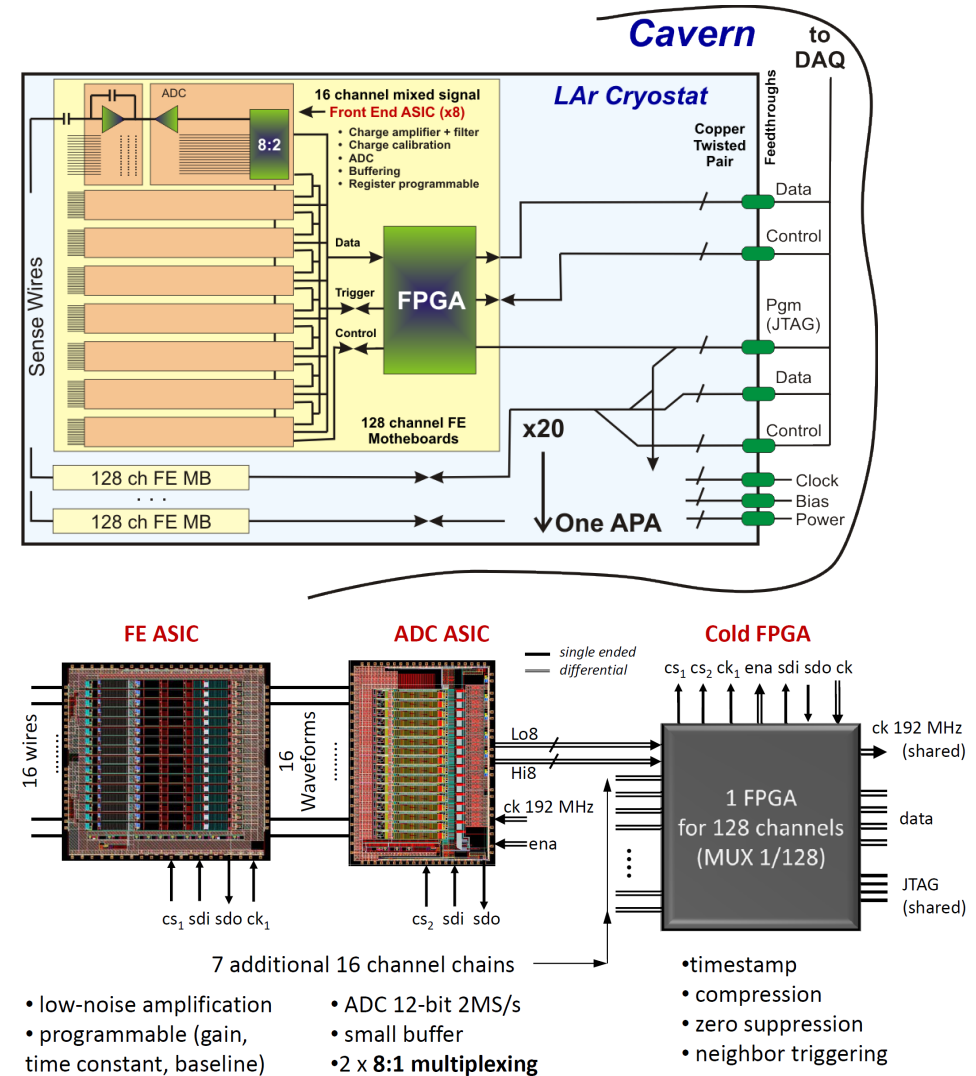 Cavern
to
DAQ
LAr Cryostat
Feedthroughs
Copper
Twisted
Pair
ADC
16 channel mixed signal
Front End ASIC (x8)
• Charge amplifier + filter
• Charge calibration
• ADC
• Buffering
• Register programmable
8:2
Sense Wires
Data
Trigger
Control
FPGA
128 channel FE
Motheboards
Data
Control
Pgm
(JTAG)
Data
Control
Clock
Bias
Power
x20
One APA
128 ch FE MB
. . .
128 ch FE MB
FE ASIC
ADC ASIC
Cold FPGA
single ended
differential
cs1 cs2 ck1 ena sdi sdo ck
16 wires
16
Waveforms
Lo8
Hi8
ck 192 MHz
ena
ck 192 MHz
(shared)
1 FPGA
for 128 channels
(MUX 1/128)
data
JTAG
(shared)
cs1 sdi sdo ck1
cs2 sdi sdo
7 additional 16 channel chains
• low-noise amplification
• programmable (gain,
time constant, baseline)
• ADC 12-bit 2MS/s
• small buffer
•2 x 8:1 multiplexing
•timestamp
• compression
• zero suppression
• neighbor triggering